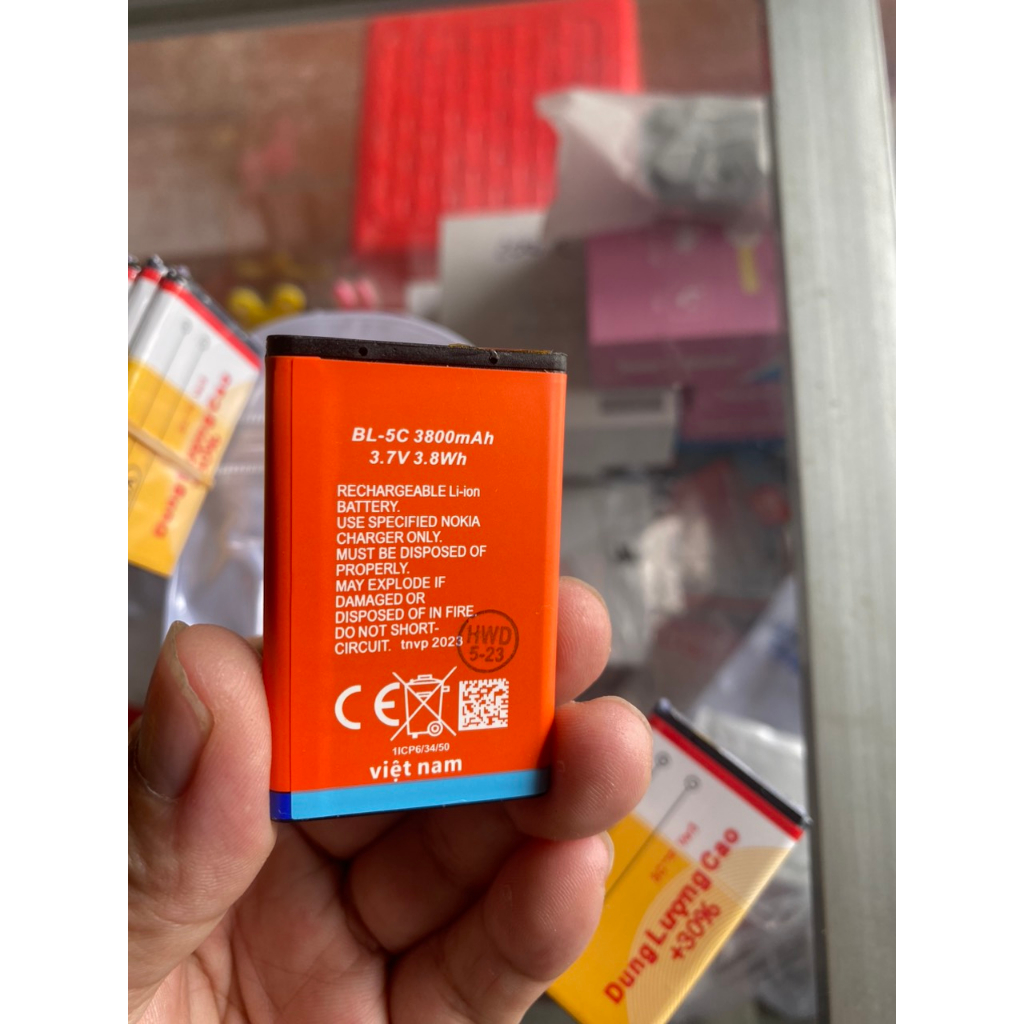 BL-5C 3800mAh
3.7V 3.8Wh
RECHARGEABLE Li-ion
BATTERY.
USE SPECIFIED NOKIA
CHARGER ONLY.
MUST BE DISPOSED OF
PROPERLY.
MAY EXPLODE IF
DAMAGED OR
DISPOSED OF IN FIRE
DO NOT SHORT-
CIRCUIT. tnvp 2023
HWD
5-23
CE
1ICP6/34/50
việt nam
Dung Lượng Cao
+30%